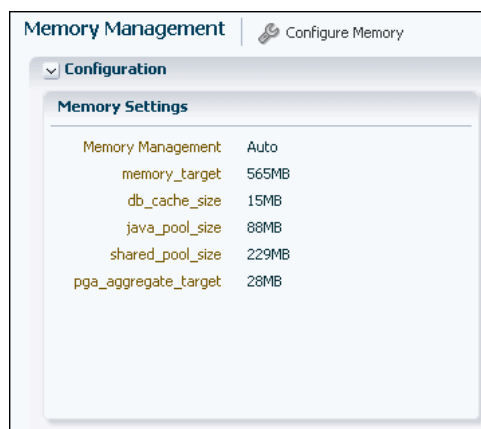 Memory Management Configure Memory
Configuration
Memory Settings
Memory Management Auto
memory_target 565MB
db_cache_size 15MB
java_pool_size 88MB
shared_pool_size 229MB
pga_aggregate_target 28MB